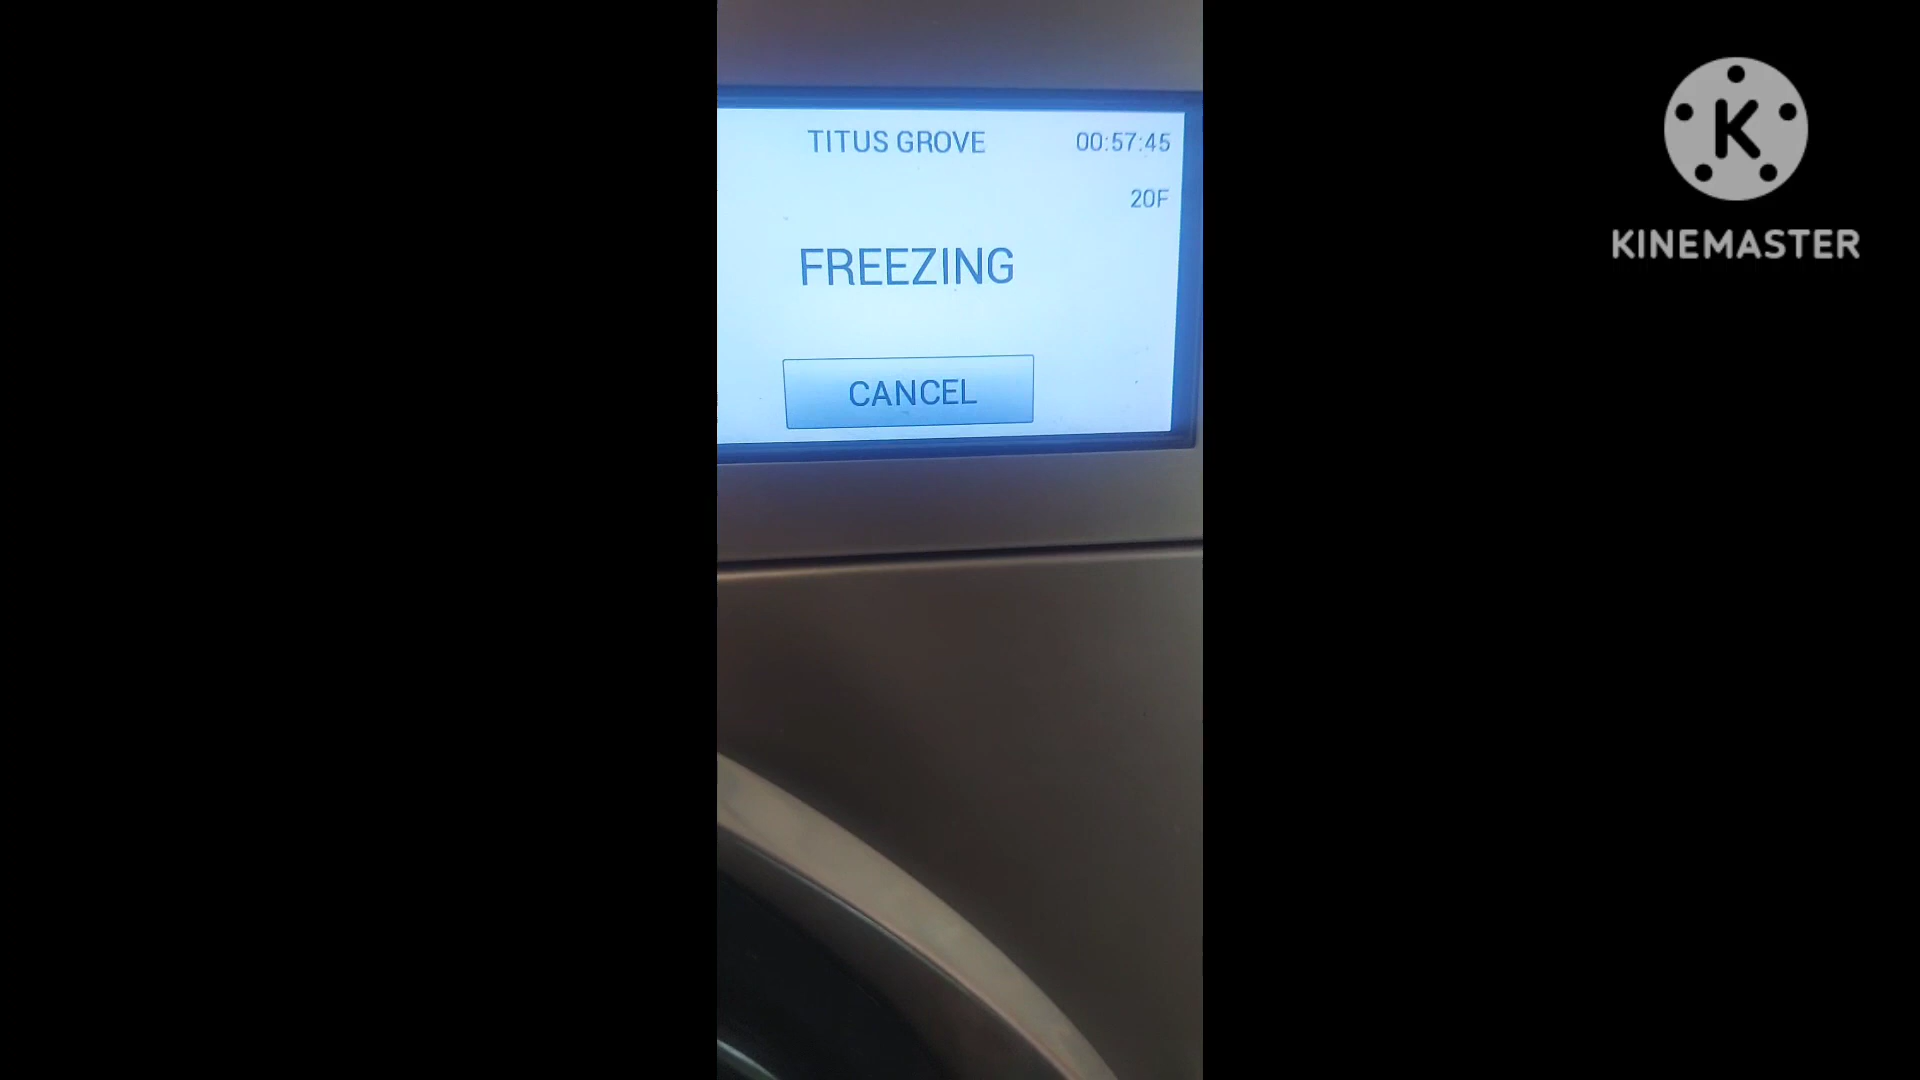 TITUS GROVE 00:57:45
20F
FREEZING
CANCEL
K
KINEMASTER